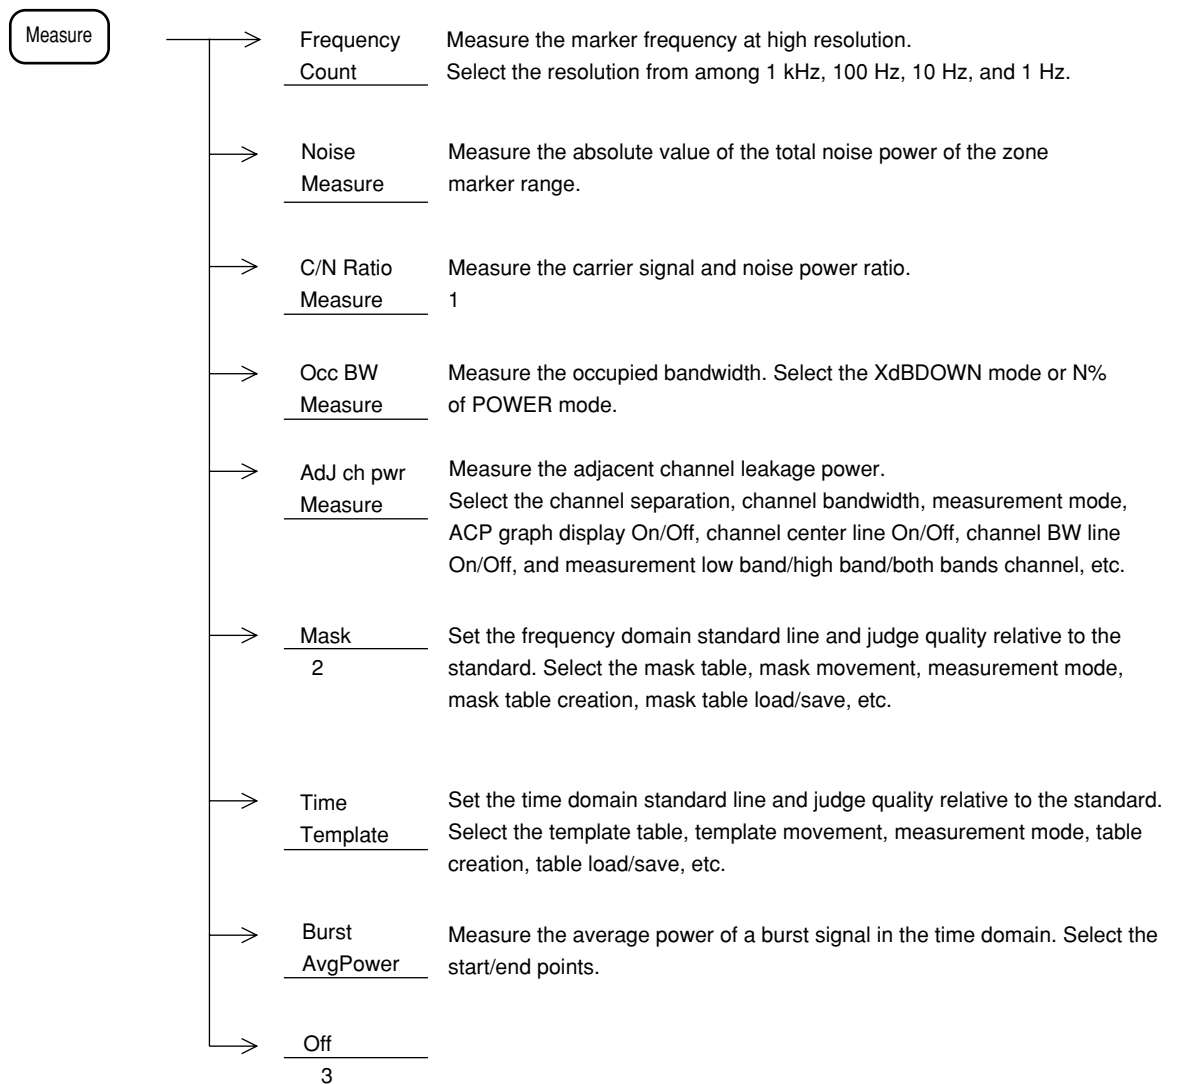 Measure
Frequency
Count
Measure the marker frequency at high resolution.
Select the resolution from among 1 kHz, 100 Hz, 10 Hz, and 1 Hz.
Noise
Measure
Measure the absolute value of the total noise power of the zone
marker range.
C/N Ratio
Measure
Measure the carrier signal and noise power ratio.
1
Occ BW
Measure
Measure the occupied bandwidth. Select the XdBDOWN mode or N%
of POWER mode.
AdJ ch pwr
Measure
Measure the adjacent channel leakage power.
Select the channel separation, channel bandwidth, measurement mode,
ACP graph display On/Off, channel center line On/Off, channel BW line
On/Off, and measurement low band/high band/both bands channel, etc.
Mask
2
Set the frequency domain standard line and judge quality relative to the
standard. Select the mask table, mask movement, measurement mode,
mask table creation, mask table load/save, etc.
Time
Template
Set the time domain standard line and judge quality relative to the standard.
Select the template table, template movement, measurement mode, table
creation, table load/save, etc.
Burst
AvgPower
Measure the average power of a burst signal in the time domain. Select the
start/end points.
Off
3